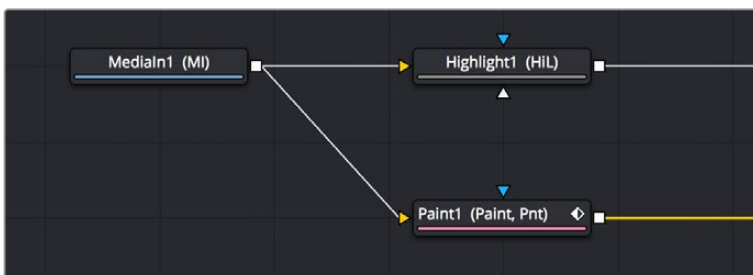 MediaIn1 (MI)
Highlight1 (HiL)
Paint1 (Paint, Pnt)